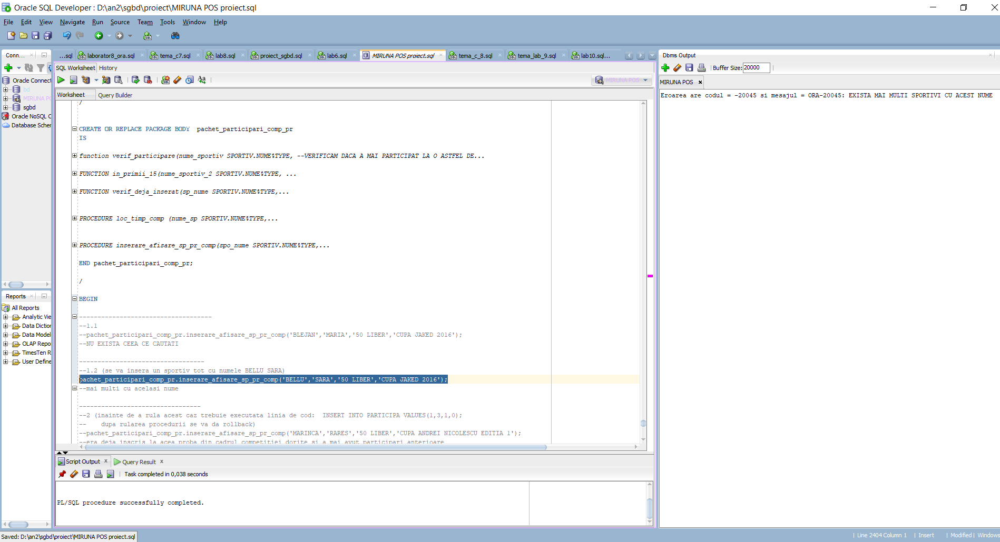 Oracle SQL Developer : D:\an2\sgbd\proiect\MIRUNA POS proiect.sql
File Edit View Navigate Run Source Team Tools Window Help
Conn...
...sql laborator8_ora.sql tema_c7.sql lab8.sql proiect_sgbd.sql lab6.sql MIRUNA POS proiect.sql tema_c_8.sql tema_lab_9.sql lab10.sql...
SQL Worksheet History
MIRUNA POS
Worksheet Query Builder
Oracle Connect
bd
MIRUNA PO
sgbd
Oracle NoSQL C
Database Scher
/
CREATE OR REPLACE PACKAGE BODY pachet_participari_comp_pr
IS
function verif_participare(nume_sportiv SPORTIV.NUME%TYPE, --VERIFICAM DACA A MAI PARTICIPAT LA O ASTFEL DE...
FUNCTION in_primii_15(nume_sportiv_2 SPORTIV.NUME%TYPE, ...
FUNCTION verif_deja_inserat(sp_nume SPORTIV.NUME%TYPE,...
PROCEDURE loc_timp_comp (nume_sp SPORTIV.NUME%TYPE,...
PROCEDURE inserare_afisare_sp_pr_comp(spo_nume SPORTIV.NUME%TYPE,...
END pachet_participari_comp_pr;
/
BEGIN
------------------------------------
--1.1
--pachet_participari_comp_pr.inserare_afisare_sp_pr_comp('BLEJAN','MARIA','50 LIBER','CUPA JAKED 2016');
--NU EXISTA CEEA CE CAUTATI
----------------------------------
--1.2 (se va insera un sportiv tot cu numele BELLU SARA)
pachet_participari_comp_pr.inserare_afisare_sp_pr_comp('BELLU','SARA','50 LIBER','CUPA JAKED 2016');
--mai multi cu acelasi nume
---------------------------------
--2 (inainte de a rula acest caz trebuie executata linia de cod: INSERT INTO PARTICIPA VALUES(1,3,1,0);
-- dupa rularea procedurii se va da rollback)
--pachet_participari_comp_pr.inserare_afisare_sp_pr_comp('MARINCA','RARES','50 LIBER','CUPA ANDREI NICOLESCU EDITIA 1');
--era deja inscris la acea proba din cadrul competitiei dorite si a mai avut participari anterioare
Reports
All Reports
Analytic Vie
Data Diction
Data Model
OLAP Repo
TimesTen R
User Define
Script Output Query Result
Task completed in 0,038 seconds
PL/SQL procedure successfully completed.
Dbms Output
Buffer Size: 20000
MIRUNA POS
Eroarea are codul = -20045 si mesajul = ORA-20045: EXISTA MAI MULTI SPORTIVI CU ACEST NUME
Saved: D:\an2\sgbd\proiect\MIRUNA POS proiect.sql
Line 2404 Column 1 | Insert | Modified | Windows